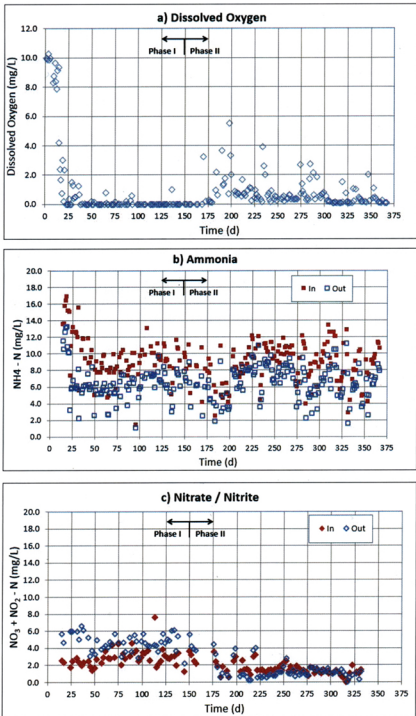 a) Dissolved Oxygen
12.0
10.0
8.0
6.0
4.0
2.0
0.0
Phase I Phase II
Dissolved Oxygen (mg/L)
0 25 50 75 100 125 150 175 200 225 250 275 300 325 350 375
Time (d)
b) Ammonia
20.0
18.0
16.0
14.0
12.0
10.0
8.0
6.0
4.0
2.0
0.0
Phase I Phase II
In Out
NH4 - N (mg/L)
0 25 50 75 100 125 150 175 200 225 250 275 300 325 350 375
Time (d)
c) Nitrate / Nitrite
20.0
18.0
16.0
14.0
12.0
10.0
8.0
6.0
4.0
2.0
0.0
Phase I Phase II
In Out
NO3 + NO2 - N (mg/L)
0 25 50 75 100 125 150 175 200 225 250 275 300 325 350 375
Time (d)